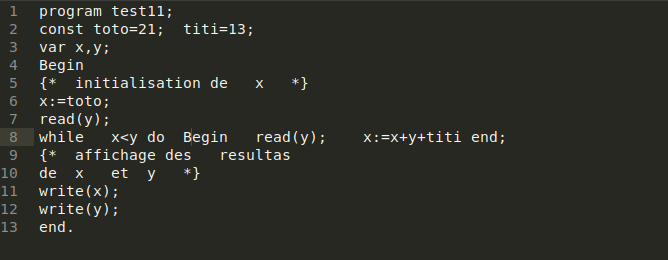 1 program test11;
2 const toto=21;  titi=13;
3 var x,y;
4 Begin
5 {*  initialisation de   x   *}
6 x:=toto;
7 read(y);
8 while   x<y do  Begin   read(y);    x:=x+y+titi end;
9 {*  affichage des   resultas
10 de  x   et  y   *}
11 write(x);
12 write(y);
13 end.